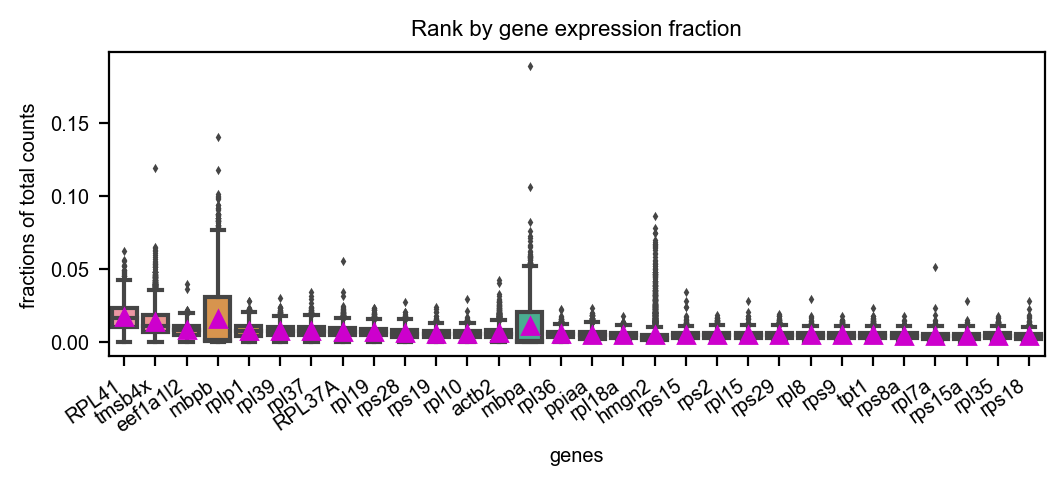 Rank by gene expression fraction
fractions of total counts
0.15
0.10
0.05
0.00
RPL41
tmsb4x
eef1a1l2
mbpb
rplp1
rpl39
rpl37
RPL37A
rpl19
rps28
rps19
rpl10
actb2
mbpa
rpl36
ppiaa
rpl18a
hmgn2
rps15
rps2
rpl15
rps29
rpl8
rps9
tpt1
rps8a
rpl7a
rps15a
rpl35
rps18
genes